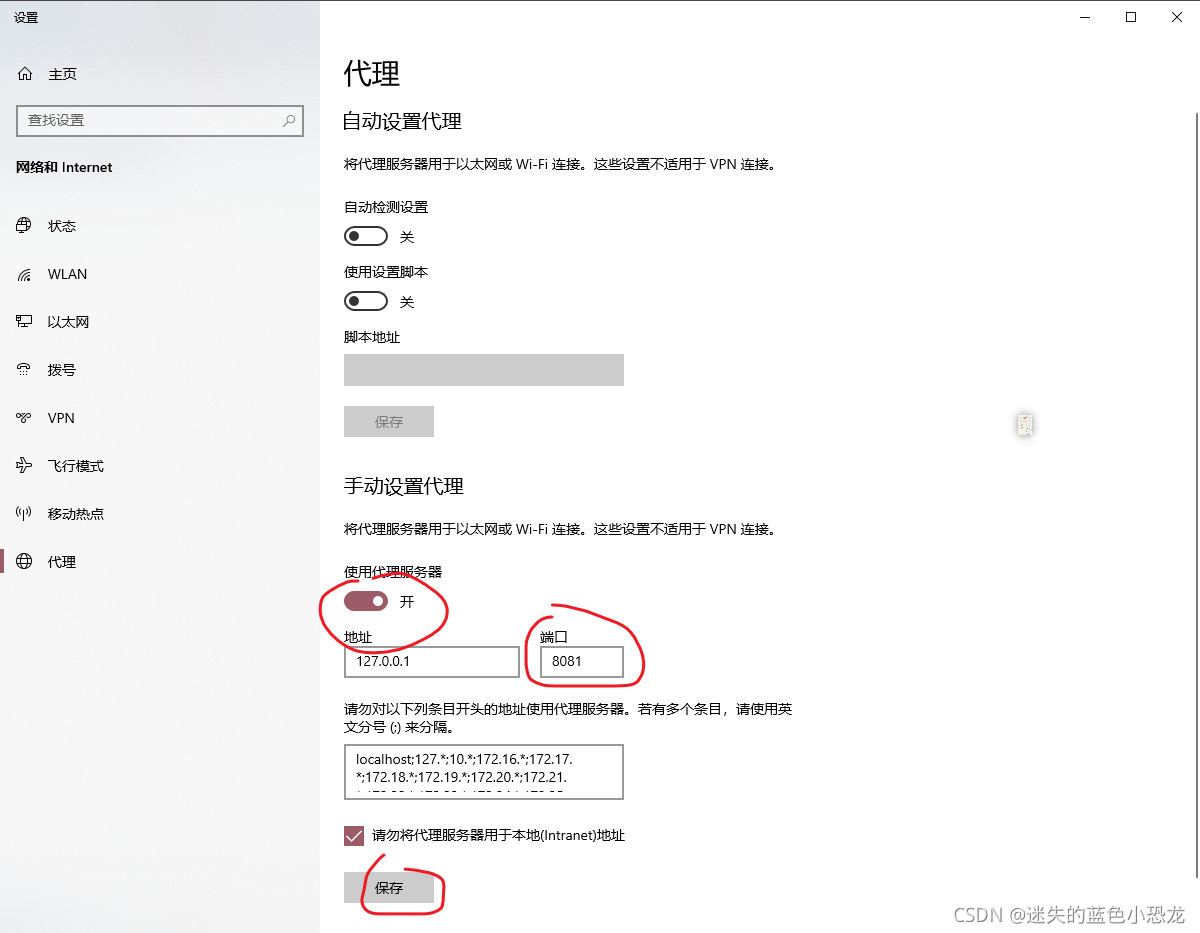 设置
主页
查找设置
网络和 Internet
状态
WLAN
以太网
拨号
VPN
飞行模式
移动热点
代理
代理
自动设置代理
将代理服务器用于以太网或 Wi-Fi 连接。这些设置不适用于 VPN 连接。
自动检测设置
关
使用设置脚本
关
脚本地址
保存
手动设置代理
将代理服务器用于以太网或 Wi-Fi 连接。这些设置不适用于 VPN 连接。
使用代理服务器
开
地址 端口
127.0.0.1 8081
请勿对以下列条目开头的地址使用代理服务器。若有多个条目，请使用英
文分号 (;) 来分隔。
localhost;127.*;10.*;172.16.*;172.17.
*;172.18.*;172.19.*;172.20.*;172.21.
请勿将代理服务器用于本地(Intranet)地址
保存
CSDN @迷失的蓝色小恐龙